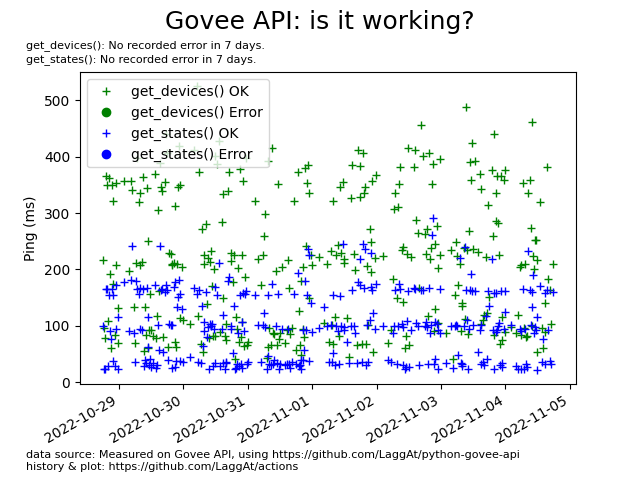 Govee API: is it working?
get_devices(): No recorded error in 7 days.
get_states(): No recorded error in 7 days.
get_devices() OK
get_devices() Error
get_states() OK
get_states() Error
Ping (ms)
500
400
300
200
100
0
2022-10-29
2022-10-30
2022-10-31
2022-11-01
2022-11-02
2022-11-03
2022-11-04
2022-11-05
data source: Measured on Govee API, using https://github.com/LaggAt/python-govee-api
history & plot: https://github.com/LaggAt/actions